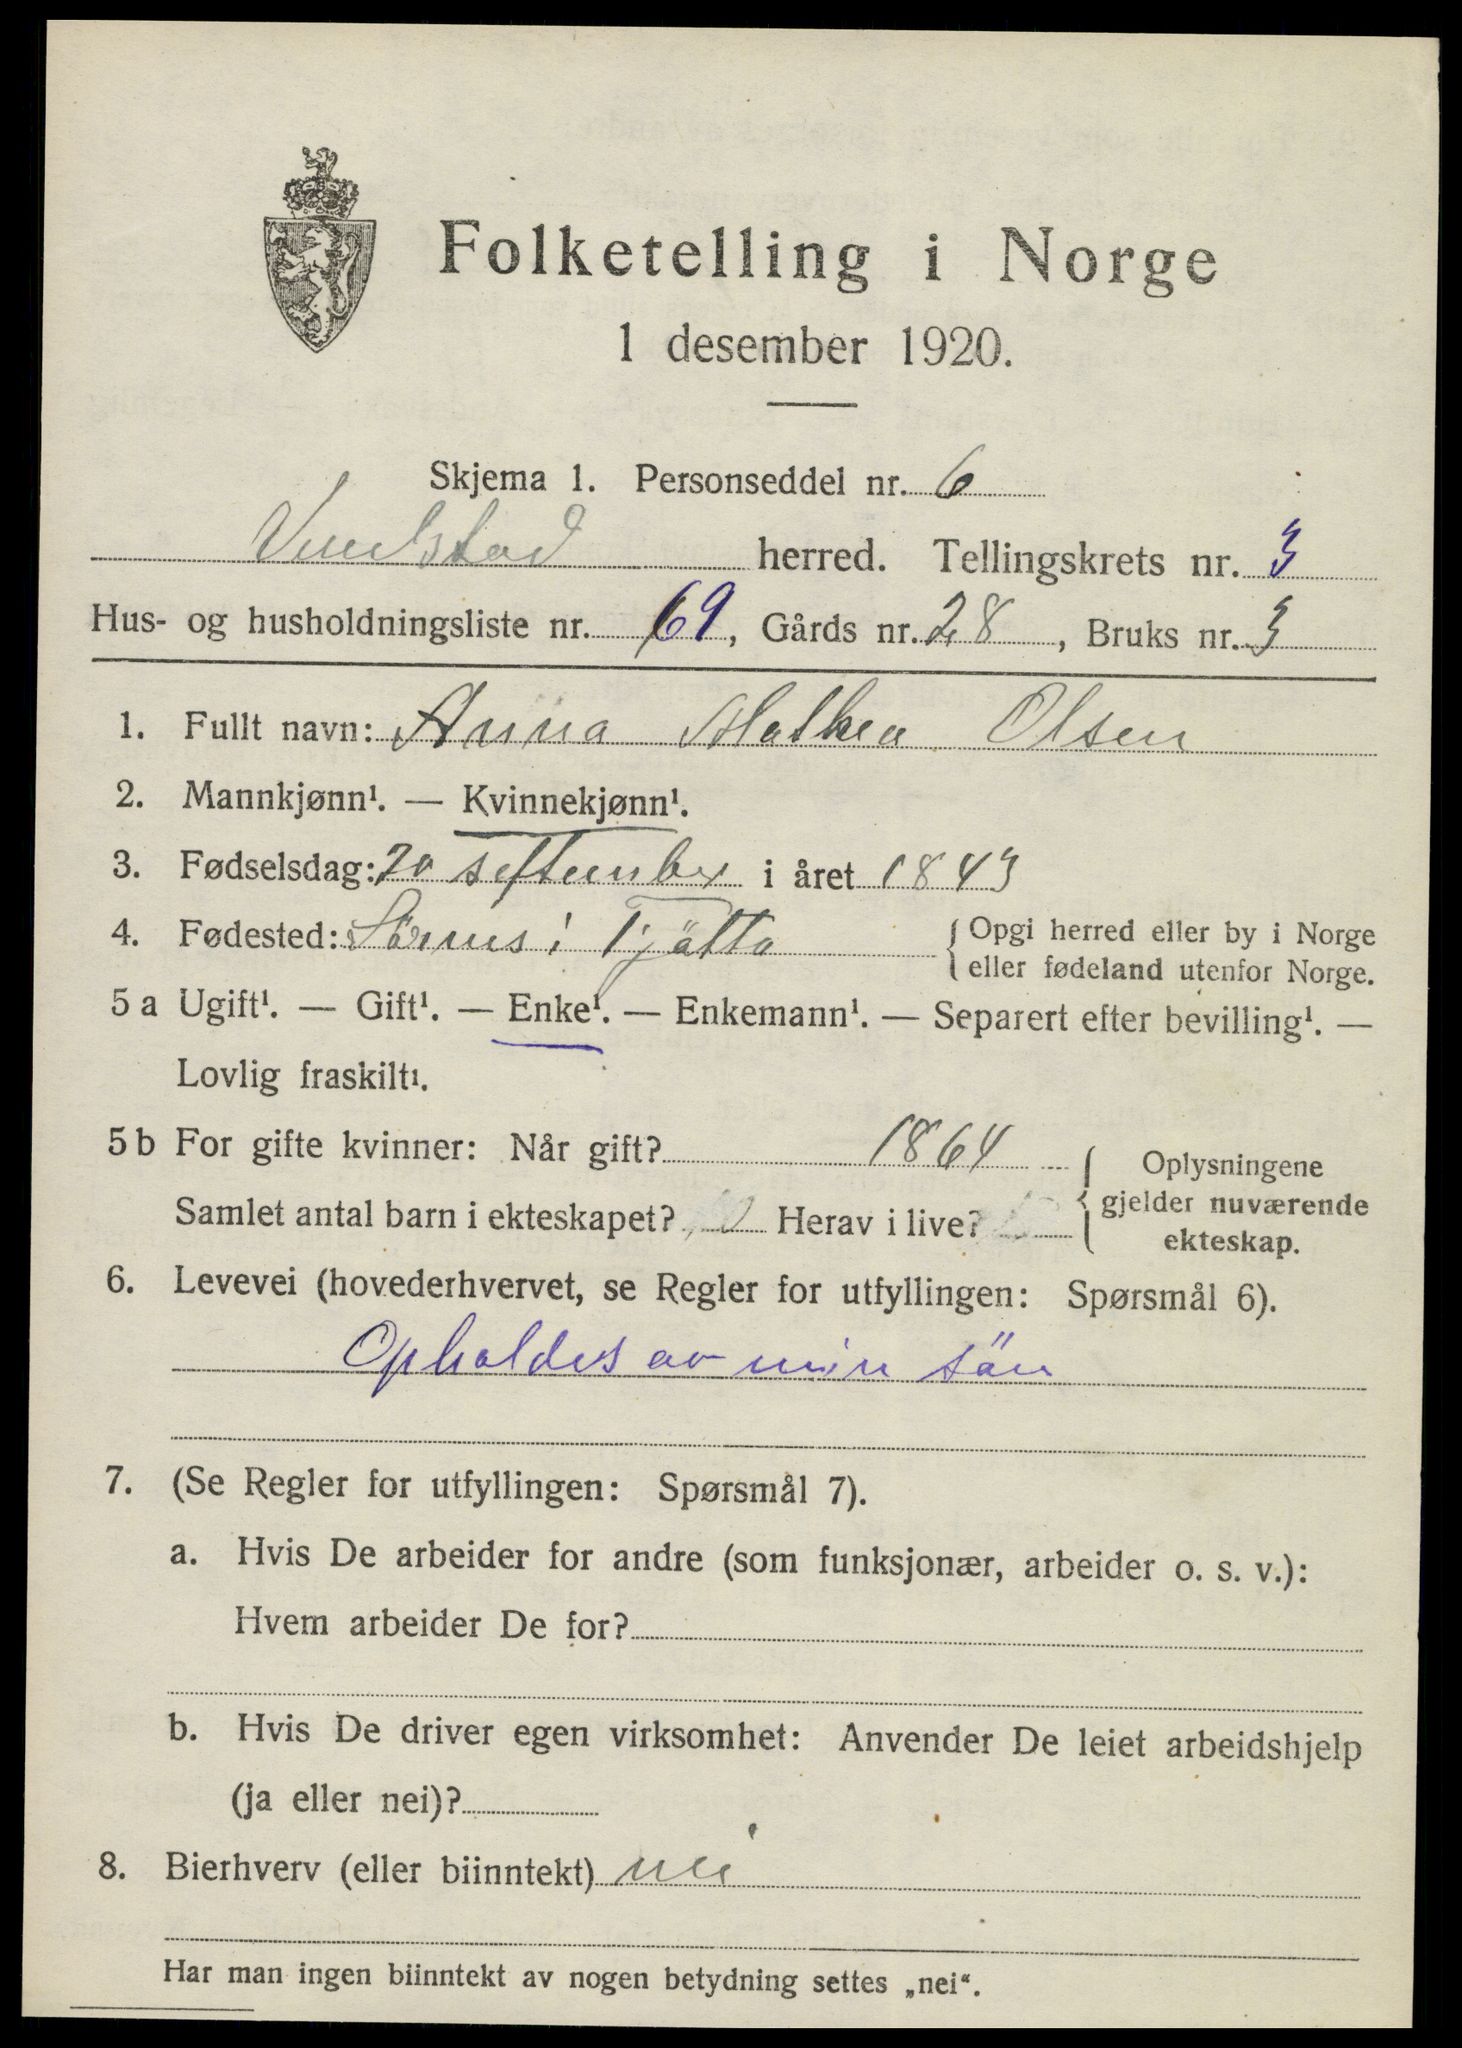 Folketelling i Norge
1 desember 1920.
Skjema 1. Personseddel nr. 6
herred. Tellingskrets nr. 3
Hus- og husholdningsliste nr. 69, Gårds nr. 28, Bruks nr. 3
1. Fullt navn: Anna Mathea Olsen
2. Mannkjønn¹. — Kvinnekjønn¹.
3. Fødselsdag: 20 september i året 1843
4. Fødested: i Tjötta { Opgi herred eller by i Norge
eller fødeland utenfor Norge.
5 a Ugift¹. — Gift¹. — Enke¹. — Enkemann¹. — Separert efter bevilling¹. —
Lovlig fraskilt¹.
5 b For gifte kvinner: Når gift? 1864
Samlet antal barn i ekteskapet? Herav i live?
{ Oplysningene
gjelder nuværende
ekteskap.
6. Levevei (hovederhvervet, se Regler for utfyllingen: Spørsmål 6).
Opholdes av min sön
7. (Se Regler for utfyllingen: Spørsmål 7).
a. Hvis De arbeider for andre (som funksjonær, arbeider o. s. v.):
Hvem arbeider De for?
b. Hvis De driver egen virksomhet: Anvender De leiet arbeidshjelp
(ja eller nei)?
8. Bierhverv (eller biinntekt) nei
Har man ingen biinntekt av nogen betydning settes „nei“.